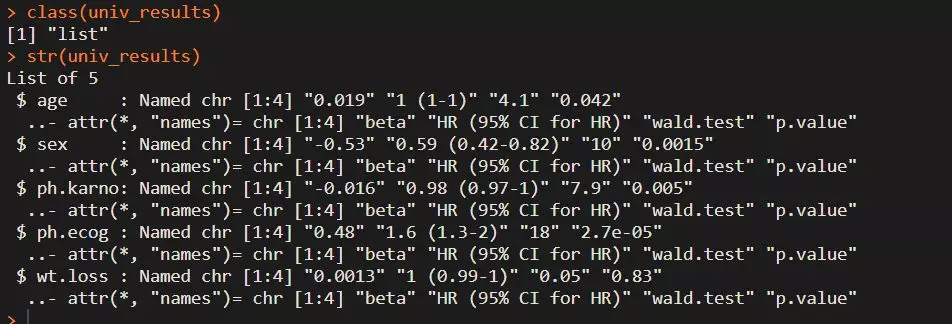 > class(univ_results)
[1] "list"
> str(univ_results)
List of 5
 $ age     : Named chr [1:4] "0.019" "1 (1-1)" "4.1" "0.042"
  ..- attr(*, "names")= chr [1:4] "beta" "HR (95% CI for HR)" "wald.test" "p.value"
 $ sex     : Named chr [1:4] "-0.53" "0.59 (0.42-0.82)" "10" "0.0015"
  ..- attr(*, "names")= chr [1:4] "beta" "HR (95% CI for HR)" "wald.test" "p.value"
 $ ph.karno: Named chr [1:4] "-0.016" "0.98 (0.97-1)" "7.9" "0.005"
  ..- attr(*, "names")= chr [1:4] "beta" "HR (95% CI for HR)" "wald.test" "p.value"
 $ ph.ecog : Named chr [1:4] "0.48" "1.6 (1.3-2)" "18" "2.7e-05"
  ..- attr(*, "names")= chr [1:4] "beta" "HR (95% CI for HR)" "wald.test" "p.value"
 $ wt.loss : Named chr [1:4] "0.0013" "1 (0.99-1)" "0.05" "0.83"
  ..- attr(*, "names")= chr [1:4] "beta" "HR (95% CI for HR)" "wald.test" "p.value"
>